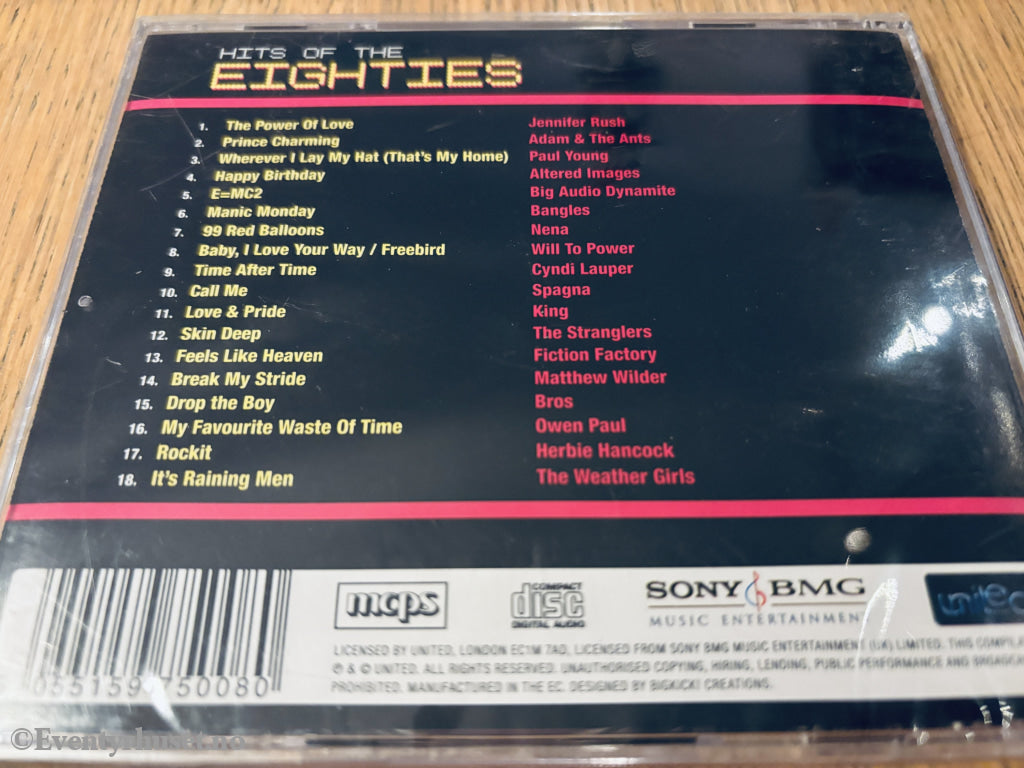 HITS OF THE
EIGHTIES
1. The Power Of Love Jennifer Rush
2. Prince Charming Adam & The Ants
3. Wherever I Lay My Hat (That's My Home) Paul Young
4. Happy Birthday Altered Images
5. E=MC2 Big Audio Dynamite
6. Manic Monday Bangles
7. 99 Red Balloons Nena
8. Baby, I Love Your Way / Freebird Will To Power
9. Time After Time Cyndi Lauper
10. Call Me Spagna
11. Love & Pride King
12. Skin Deep The Stranglers
13. Feels Like Heaven Fiction Factory
14. Break My Stride Matthew Wilder
15. Drop the Boy Bros
16. My Favourite Waste Of Time Owen Paul
17. Rockit Herbie Hancock
18. It's Raining Men The Weather Girls
mcps
COMPACT
disc
DIGITAL AUDIO
SONY BMG
MUSIC ENTERTAINMENT
united
LICENSED BY UNITED, LONDON EC1M 7AD, LICENSED FROM SONY BMG MUSIC ENTERTAINMENT (UK) LIMITED. THIS
℗ & © UNITED. ALL RIGHTS RESERVED. UNAUTHORISED COPYING, HIRING, LENDING, PUBLIC PERFORMANCE AND
PROHIBITED. MANUFACTURED IN THE EC. DESIGNED BY BIGKICK! CREATIONS.
©Eventyrhuset.no